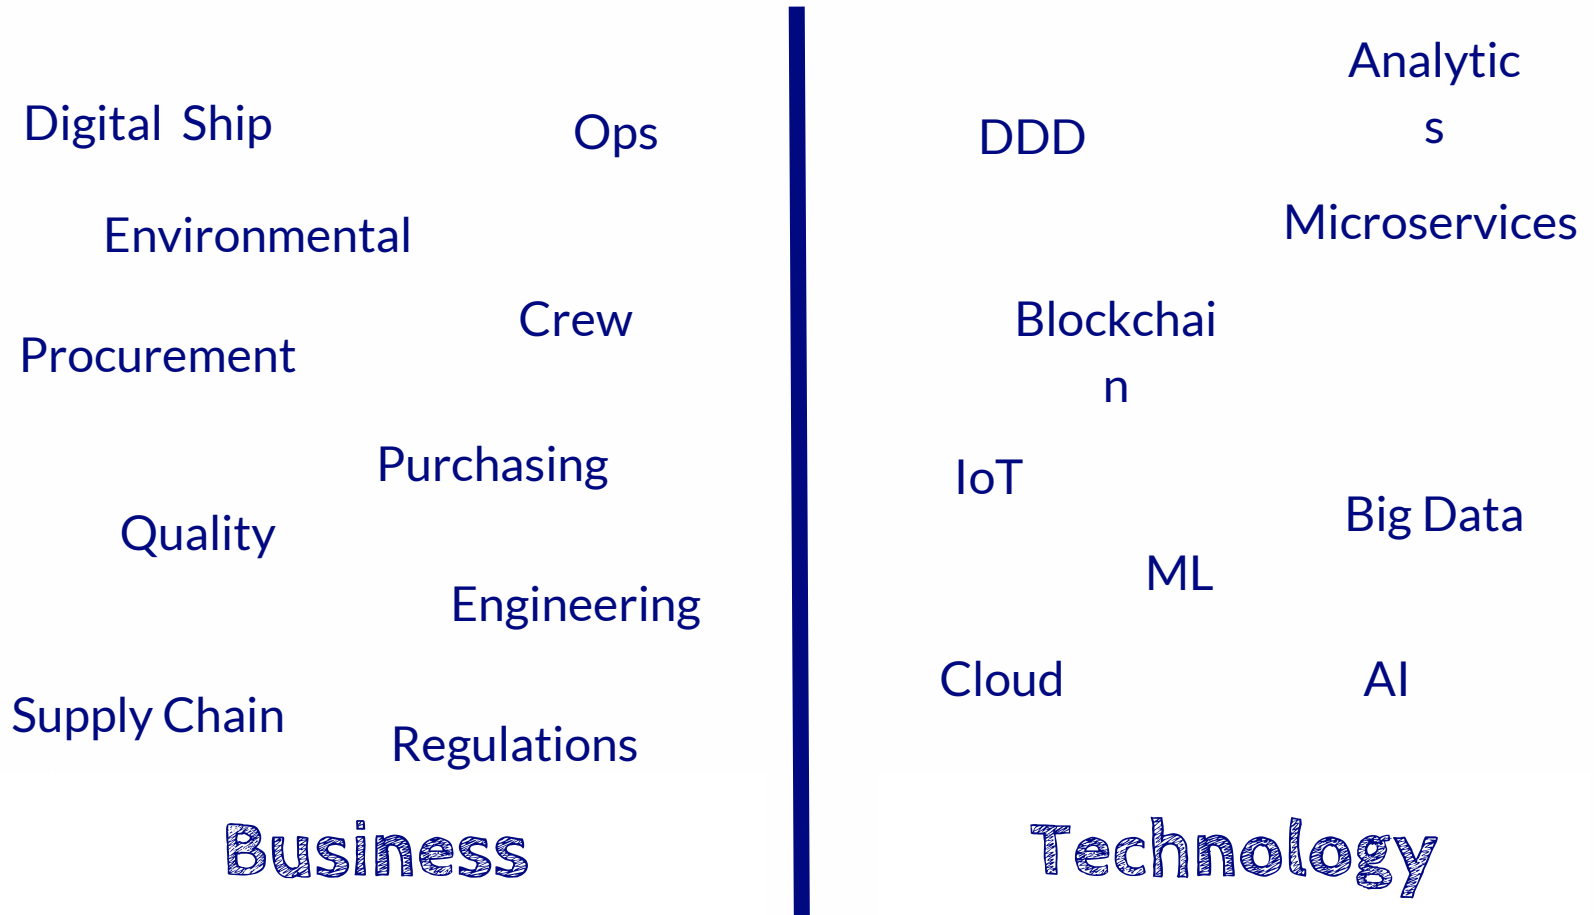 Digital Ship
Ops
Environmental
Crew
Procurement
Purchasing
Quality
Engineering
Supply Chain
Regulations
Business
Analytic
s
DDD
Microservices
Blockchai
n
IoT
Big Data
ML
Cloud
AI
Technology